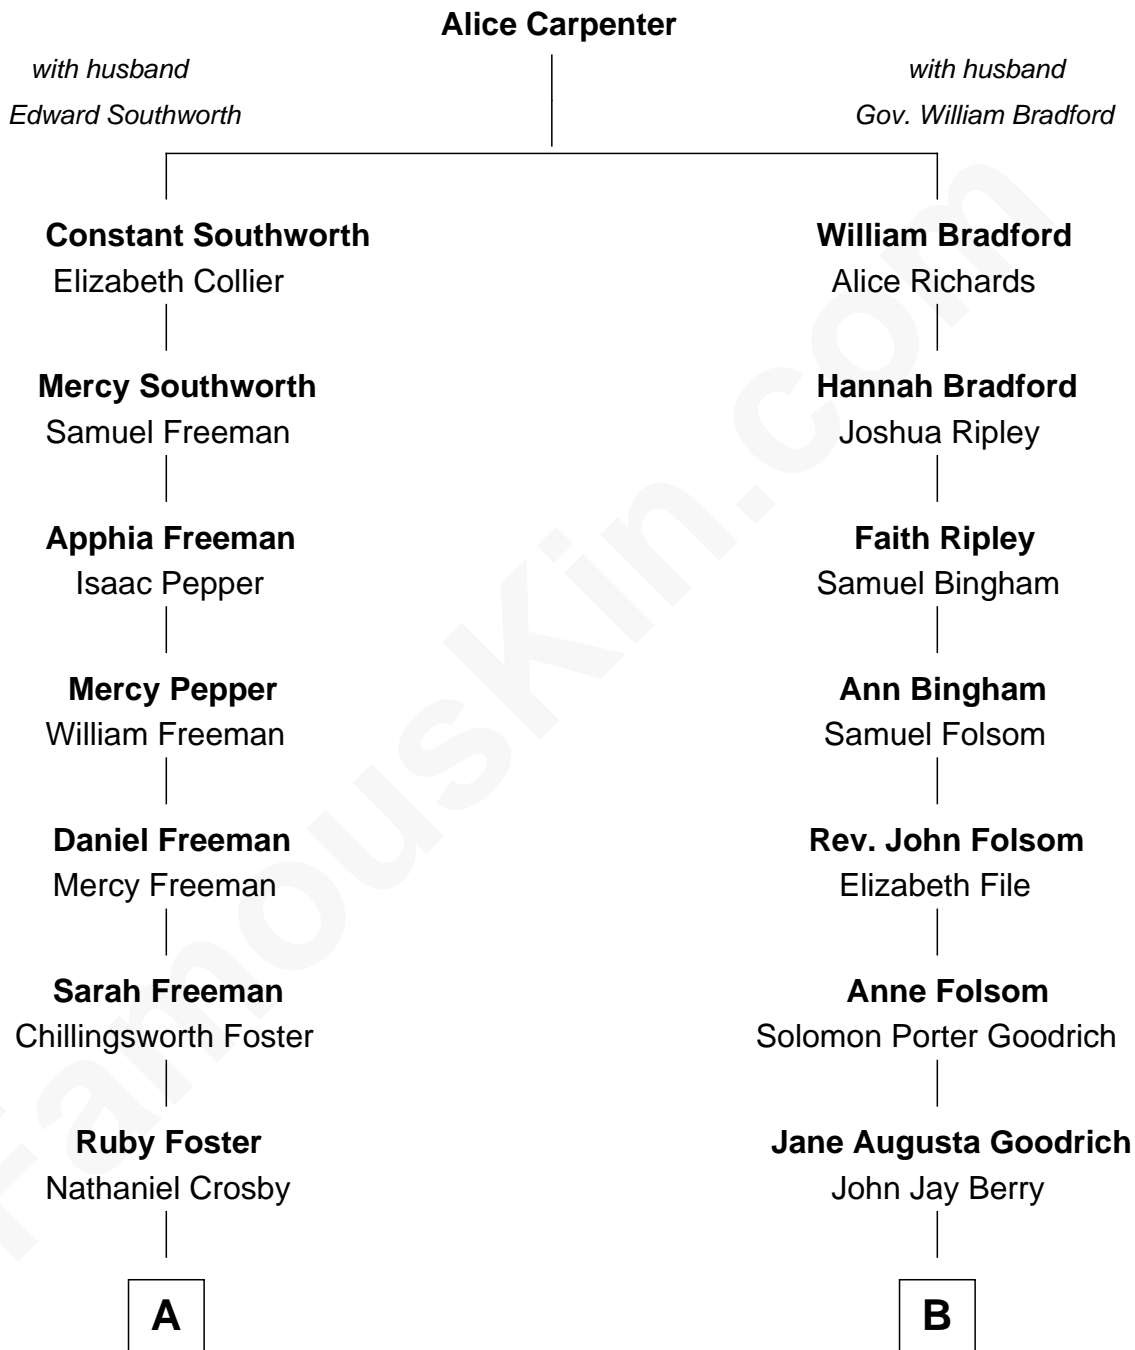 Alice Carpenter
with husband
Edward Southworth
with husband
Gov. William Bradford
Constant Southworth
Elizabeth Collier
William Bradford
Alice Richards
Mercy Southworth
Samuel Freeman
Hannah Bradford
Joshua Ripley
Apphia Freeman
Isaac Pepper
Faith Ripley
Samuel Bingham
Mercy Pepper
William Freeman
Ann Bingham
Samuel Folsom
Daniel Freeman
Mercy Freeman
Rev. John Folsom
Elizabeth File
Sarah Freeman
Chillingsworth Foster
Anne Folsom
Solomon Porter Goodrich
Ruby Foster
Nathaniel Crosby
Jane Augusta Goodrich
John Jay Berry
A
B
FamousKin.com